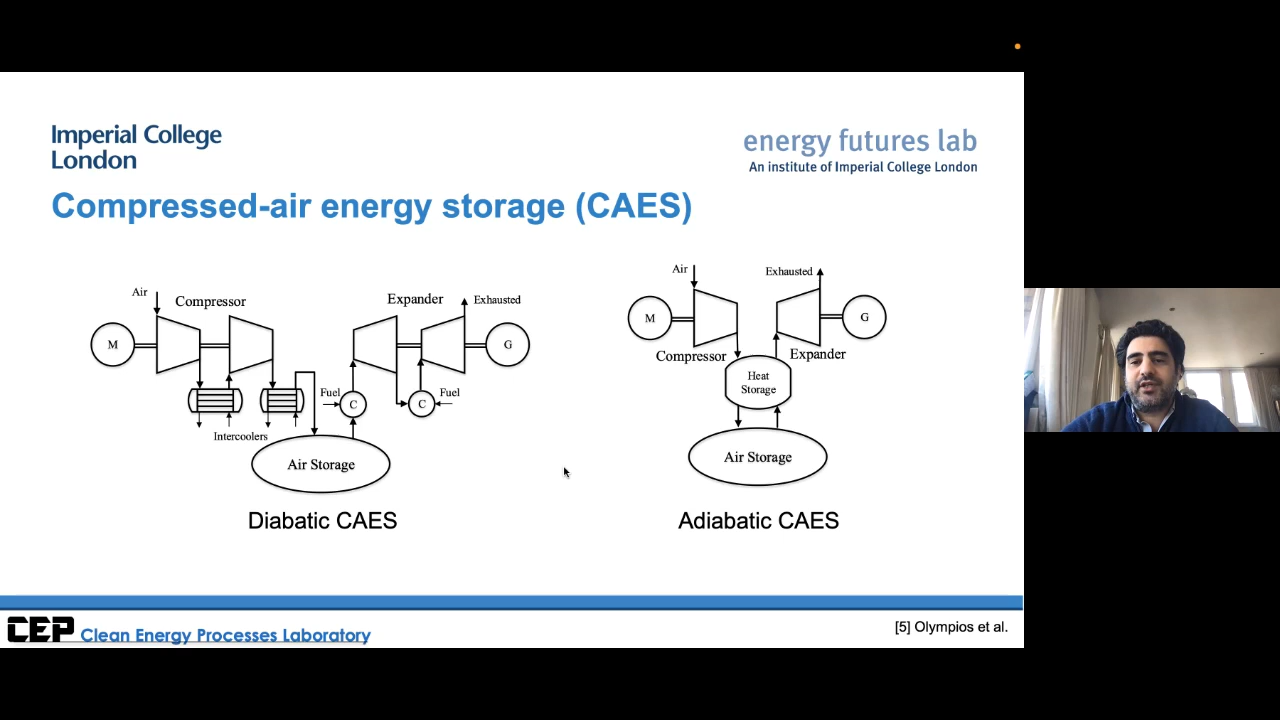 Imperial College
London
energy futures lab
An institute of Imperial College London
Compressed-air energy storage (CAES)
Air
Compressor
Expander
Exhausted
M
G
Fuel
C
C
Fuel
Intercoolers
Air Storage
Diabatic CAES
Air
Exhausted
M
G
Compressor
Expander
Heat
Storage
Air Storage
Adiabatic CAES
CEP Clean Energy Processes Laboratory
[5] Olympios et al.